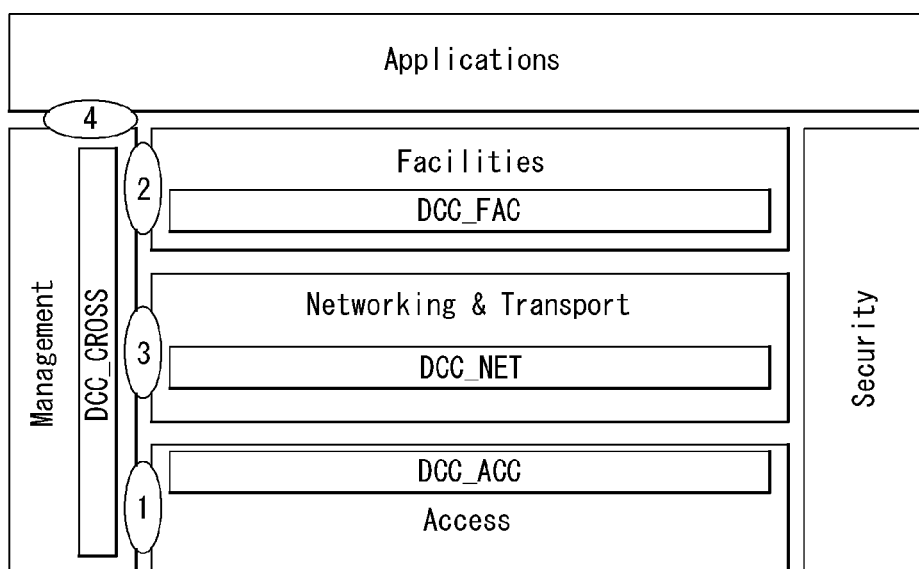 Applications
4
Facilities
2
DCC_FAC
Management
DCC_CROSS
Networking & Transport
3
DCC_NET
Security
DCC_ACC
1
Access